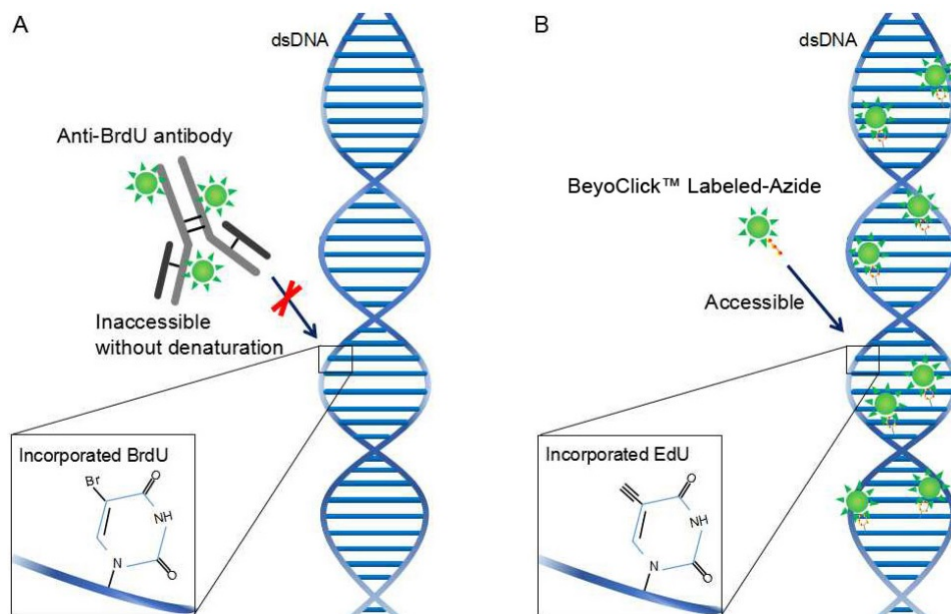 A
dsDNA
Anti-BrdU antibody
Inaccessible
without denaturation
Incorporated BrdU
Br
O
NH
N
O
B
dsDNA
BeyoClick™ Labeled-Azide
Accessible
Incorporated EdU
O
NH
N
O